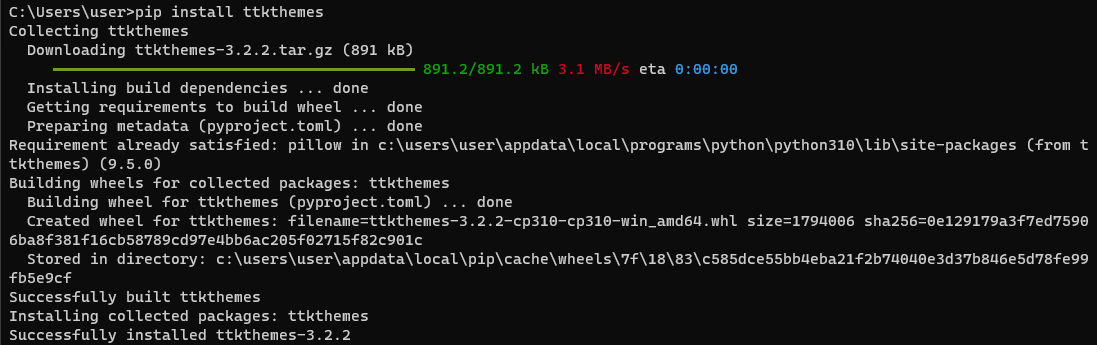 C:\Users\user>pip install ttkthemes
Collecting ttkthemes
  Downloading ttkthemes-3.2.2.tar.gz (891 kB)
     891.2/891.2 kB 3.1 MB/s eta 0:00:00
  Installing build dependencies ... done
  Getting requirements to build wheel ... done
  Preparing metadata (pyproject.toml) ... done
Requirement already satisfied: pillow in c:\users\user\appdata\local\programs\python\python310\lib\site-packages (from t
tkthemes) (9.5.0)
Building wheels for collected packages: ttkthemes
  Building wheel for ttkthemes (pyproject.toml) ... done
  Created wheel for ttkthemes: filename=ttkthemes-3.2.2-cp310-cp310-win_amd64.whl size=1794006 sha256=0e129179a3f7ed7590
6ba8f381f16cb58789cd97e4bb6ac205f02715f82c901c
  Stored in directory: c:\users\user\appdata\local\pip\cache\wheels\7f\18\83\c585dce55bb4eba21f2b74040e3d37b846e5d78fe99
fb5e9cf
Successfully built ttkthemes
Installing collected packages: ttkthemes
Successfully installed ttkthemes-3.2.2